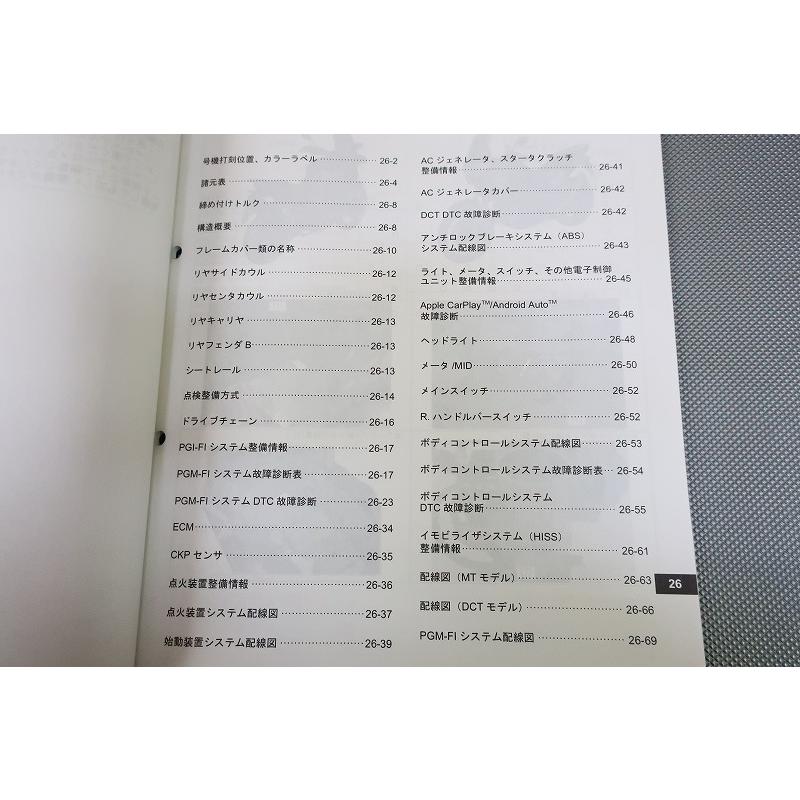 号機打刻位置、カラーラベル 26-2
諸元表 26-4
締め付けトルク 26-8
構造概要 26-8
フレームカバー類の名称 26-10
リヤサイドカウル 26-12
リヤセンタカウル 26-12
リヤキャリヤ 26-13
リヤフェンダ B 26-13
シートレール 26-13
点検整備方式 26-14
ドライブチェーン 26-16
PGI-FI システム整備情報 26-17
PGM-FI システム故障診断表 26-17
PGM-FI システム DTC 故障診断 26-23
ECM 26-34
CKP センサ 26-35
点火装置整備情報 26-36
点火装置システム配線図 26-37
始動装置システム配線図 26-39
AC ジェネレータ、スタータクラッチ
整備情報 26-41
AC ジェネレータカバー 26-42
DCT DTC 故障診断 26-42
アンチロックブレーキシステム（ABS）
システム配線図 26-43
ライト、メータ、スイッチ、その他電子制御
ユニット整備情報 26-45
Apple CarPlay™/Android Auto™
故障診断 26-46
ヘッドライト 26-48
メータ /MID 26-50
メインスイッチ 26-52
R. ハンドルバースイッチ 26-52
ボディコントロールシステム配線図 26-53
ボディコントロールシステム故障診断表 26-54
ボディコントロールシステム
DTC 故障診断 26-55
イモビライザシステム（HISS）
整備情報 26-61
配線図（MT モデル） 26-63
配線図（DCT モデル） 26-66
PGM-FI システム配線図 26-69
26